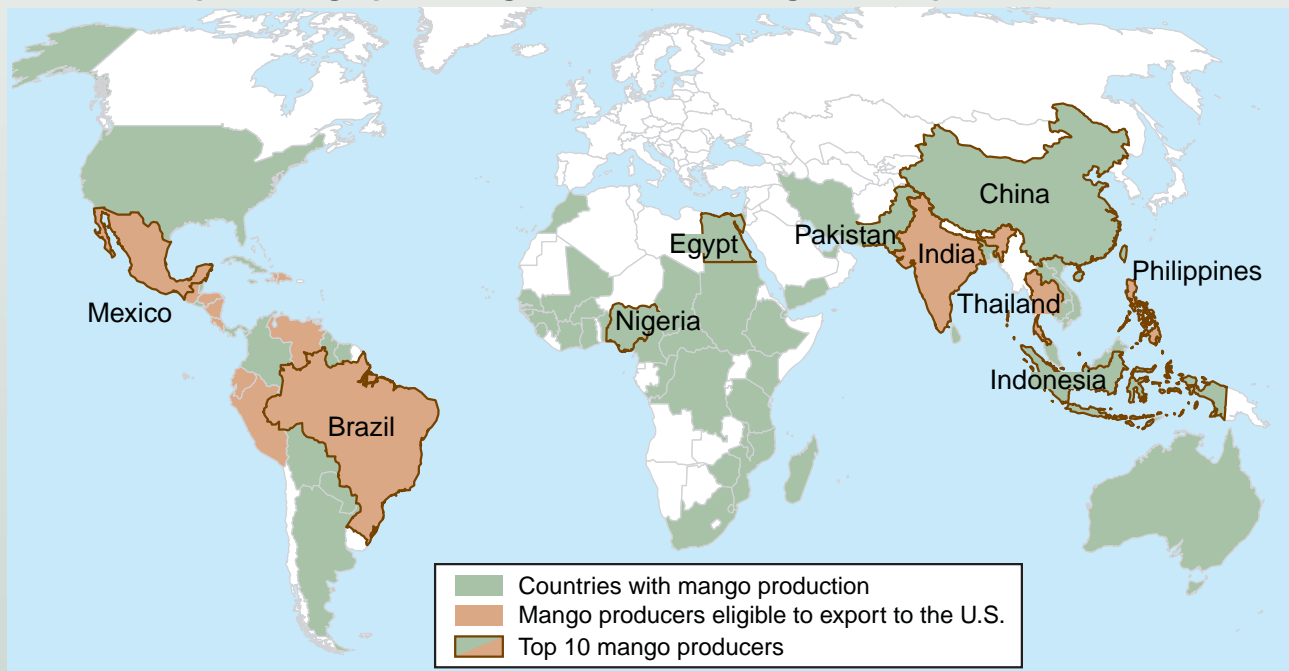 China
Egypt
Pakistan
India
Philippines
Mexico
Thailand
Nigeria
Indonesia
Brazil
Countries with mango production
Mango producers eligible to export to the U.S.
Top 10 mango producers